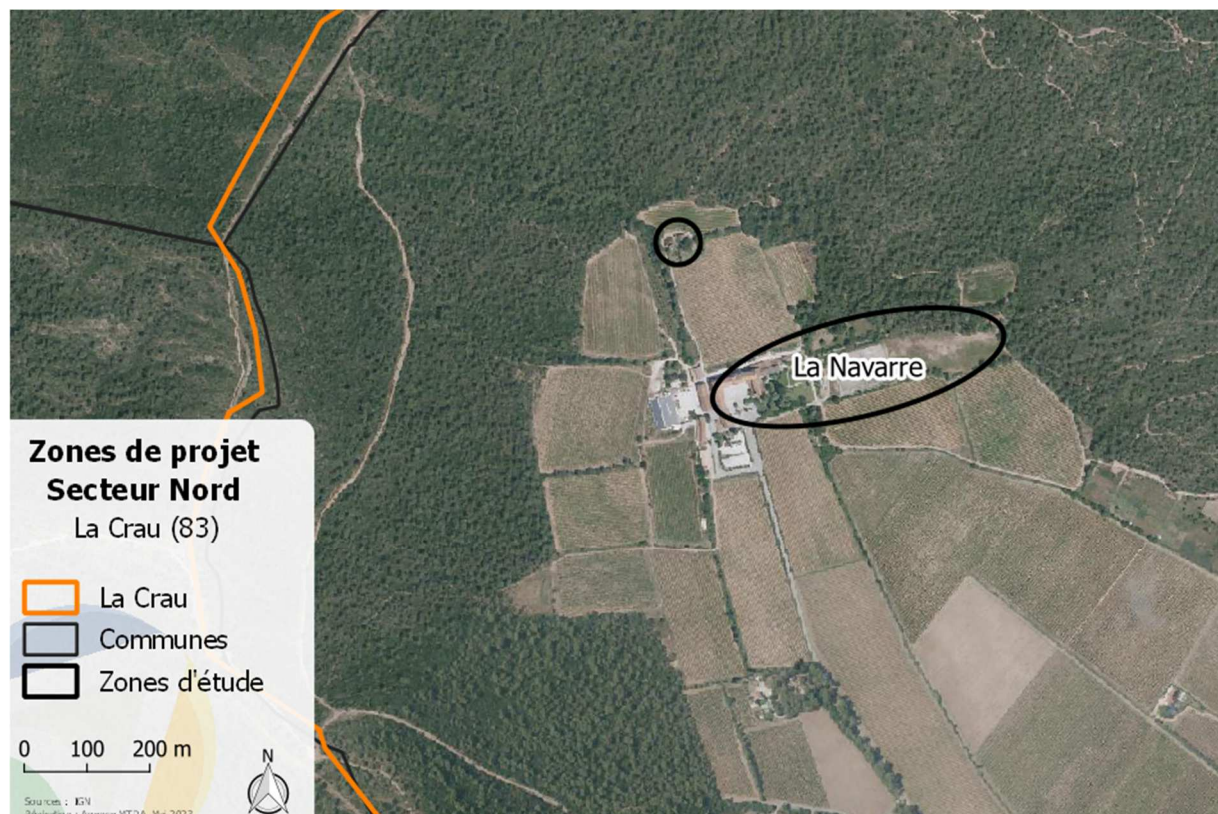 La Navarre
Zones de projet
Secteur Nord
La Crau (83)
La Crau
Communes
Zones d'étude
0 100 200 m
N
Sources : IGN